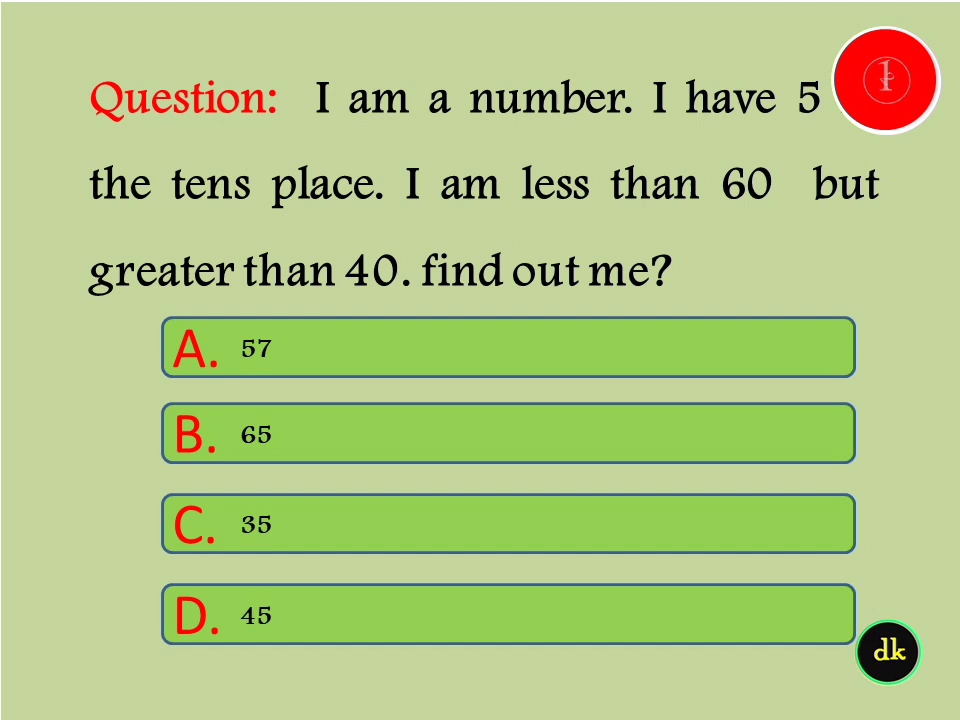 Question: I am a number. I have 5
the tens place. I am less than 60 but
greater than 40. find out me?
A. 57
B. 65
C. 35
D. 45
dk